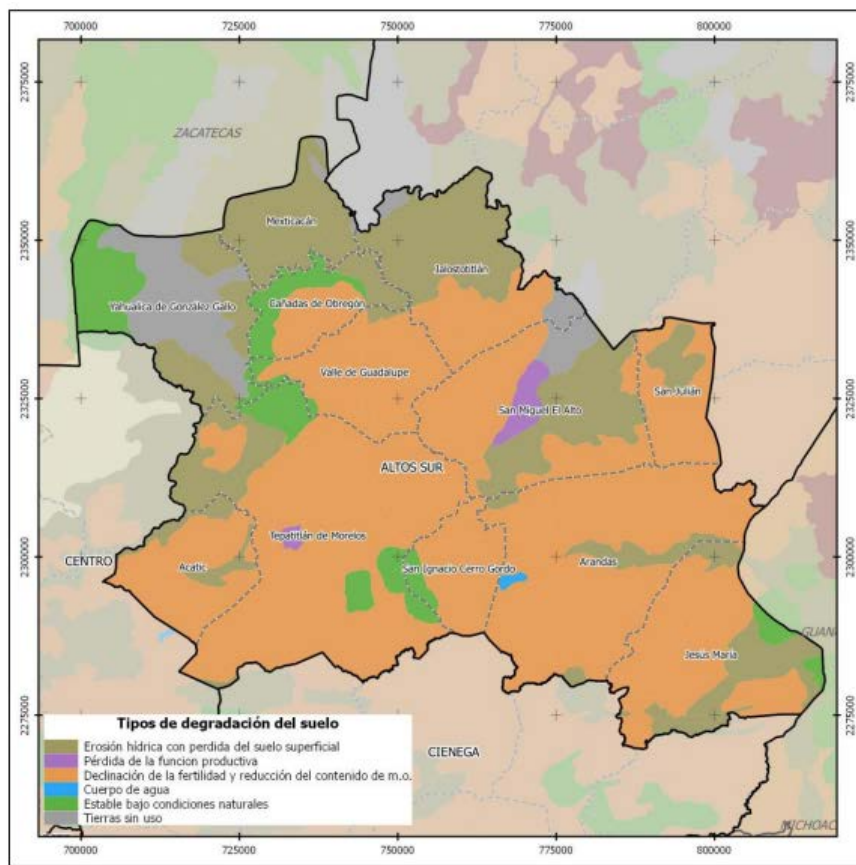 700000 725000 750000 775000 800000
2375000 2375000
ZACATECAS
Mexticacán
2350000 2350000
Jalostotitlán
Yahualica de González Gallo
Cañadas de Obregón
Valle de Guadalupe
2325000 2325000
San Julián
San Miguel El Alto
ALTOS SUR
Tepatitlán de Morelos
CENTRO
2300000 2300000
Acatic
San Ignacio Cerro Gordo
Arandas
GUAN
Jesús María
2275000 2275000
Tipos de degradación del suelo
Erosión hídrica con perdida del suelo superficial
Pérdida de la funcion productiva
Declinación de la fertilidad y reducción del contenido de m.o.
Cuerpo de agua
Estable bajo condiciones naturales
Tierras sin uso
CIENEGA
MICHOAC
700000 725000 750000 775000 800000